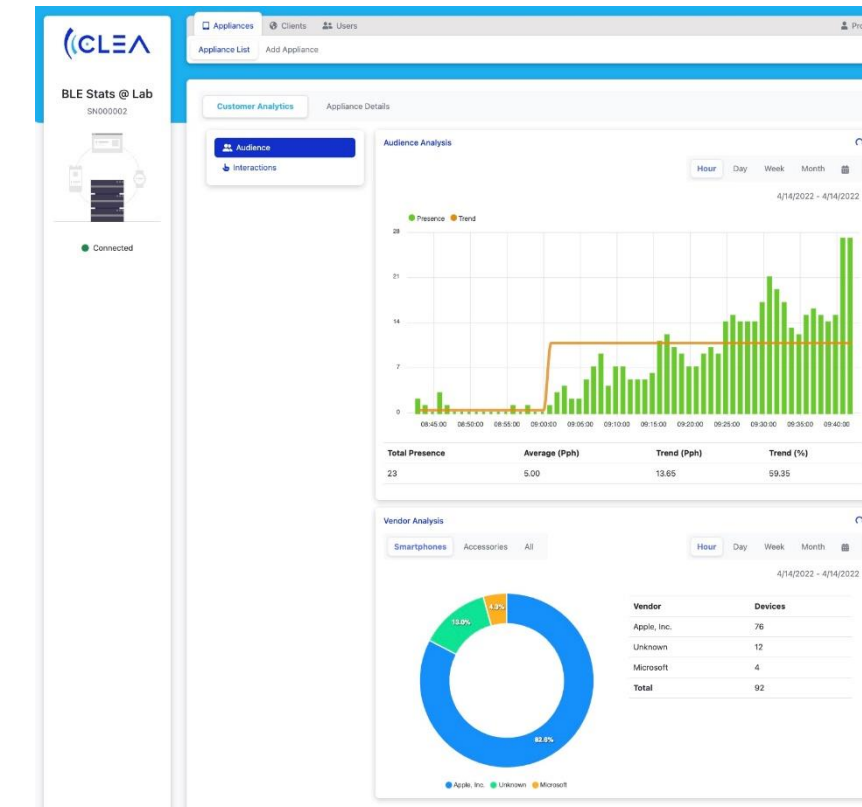 CLEA
BLE Stats @ Lab
SN000002
Connected
Appliances Clients Users
Appliance List Add Appliance
Customer Analytics Appliance Details
Audience
Interactions
Audience Analysis
Hour Day Week Month
4/14/2022 - 4/14/2022
Presence Trend
28
21
14
7
0
08:45:00 08:50:00 08:55:00 09:00:00 09:05:00 09:10:00 09:15:00 09:20:00 09:25:00 09:30:00 09:35:00 09:40:00
Total Presence Average (Pph) Trend (Pph) Trend (%)
23 5.00 13.65 59.35
Vendor Analysis
Smartphones Accessories All Hour Day Week Month
4/14/2022 - 4/14/2022
4.3%
13.0%
82.6%
Apple, Inc. Unknown Microsoft
Vendor Devices
Apple, Inc. 76
Unknown 12
Microsoft 4
Total 92